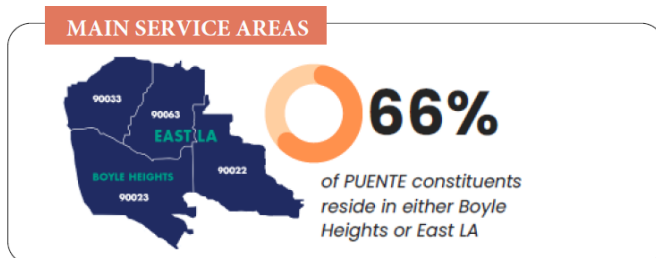 MAIN SERVICE AREAS
90033
90063
EAST LA
BOYLE HEIGHTS
90023
90022
66%
of PUENTE constituents
reside in either Boyle
Heights or East LA